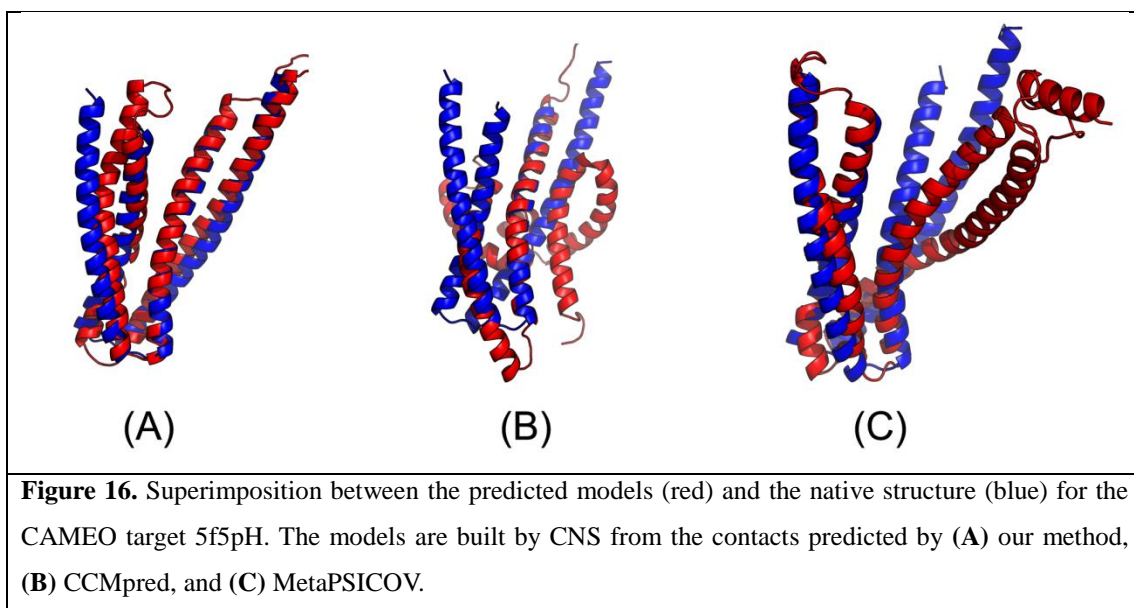 (A) (B) (C)
Figure 16. Superimposition between the predicted models (red) and the native structure (blue) for the
CAMEO target 5f5pH. The models are built by CNS from the contacts predicted by (A) our method,
(B) CCMpred, and (C) MetaPSICOV.